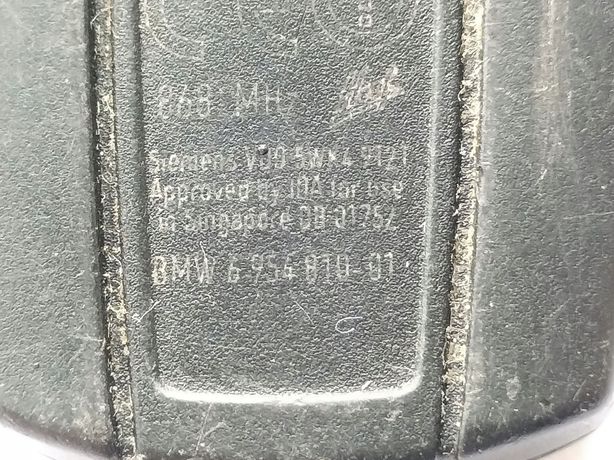 868 MHz
Siemens VDO 5WK4 9121
Approved by IDA for use
in Singapore DB 01752
BMW 6 954 810-01